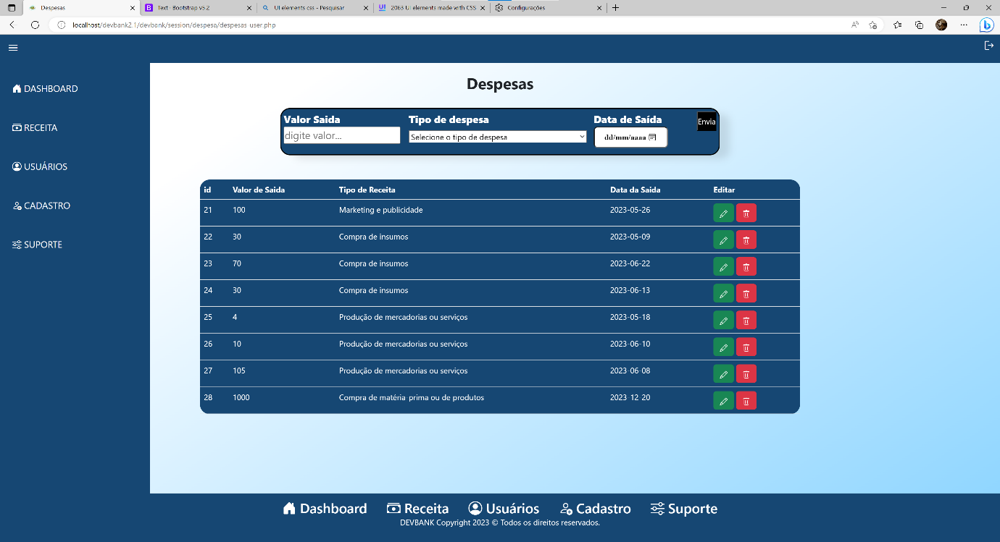 Despesas
Text · Bootstrap v5.2
UI elements css - Pesquisar
2063 UI elements made with CSS
Configurações
localhost/devbank2.1/devbank/session/despesa/despesas-user.php
DASHBOARD
RECEITA
USUÁRIOS
CADASTRO
SUPORTE
Despesas
Valor Saida Tipo de despesa Data de Saída
digite valor... Selecione o tipo de despesa dd/mm/aaaa Envia
id Valor de Saida Tipo de Receita Data da Saída Editar
21 100 Marketing e publicidade 2023-05-26
22 30 Compra de insumos 2023-05-09
23 70 Compra de insumos 2023-06-22
24 30 Compra de insumos 2023-06-13
25 4 Produção de mercadorias ou serviços 2023-05-18
26 10 Produção de mercadorias ou serviços 2023-06-10
27 105 Produção de mercadorias ou serviços 2023-06-08
28 1000 Compra de matéria-prima ou de produtos 2023-12-20
Dashboard Receita Usuários Cadastro Suporte
DEVBANK Copyright 2023 © Todos os direitos reservados.